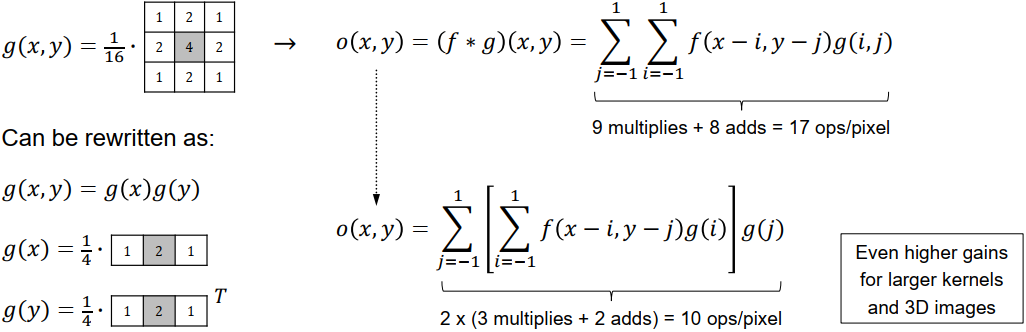 g(x, y) = 1/16 ·
1 2 1
2 4 2
1 2 1
→ o(x, y) = (f ∗ g)(x, y) = ∑_{j=−1}^{1} ∑_{i=−1}^{1} f(x − i, y − j)g(i, j)
9 multiplies + 8 adds = 17 ops/pixel
Can be rewritten as:
g(x, y) = g(x)g(y)
g(x) = 1/4 · 1 2 1
g(y) = 1/4 · 1 2 1 T
o(x, y) = ∑_{j=−1}^{1} [∑_{i=−1}^{1} f(x − i, y − j)g(i)] g(j)
2 x (3 multiplies + 2 adds) = 10 ops/pixel
Even higher gains
for larger kernels
and 3D images